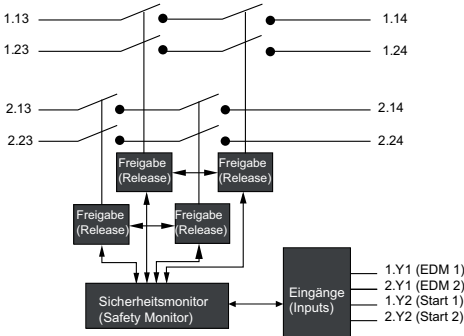 1.13 1.14
1.23 1.24
2.13 2.14
2.23 2.24
Freigabe
(Release)
Freigabe
(Release)
Freigabe
(Release)
Freigabe
(Release)
Sicherheitsmonitor
(Safety Monitor)
Eingänge
(Inputs)
1.Y1 (EDM 1)
2.Y1 (EDM 2)
1.Y2 (Start 1)
2.Y2 (Start 2)